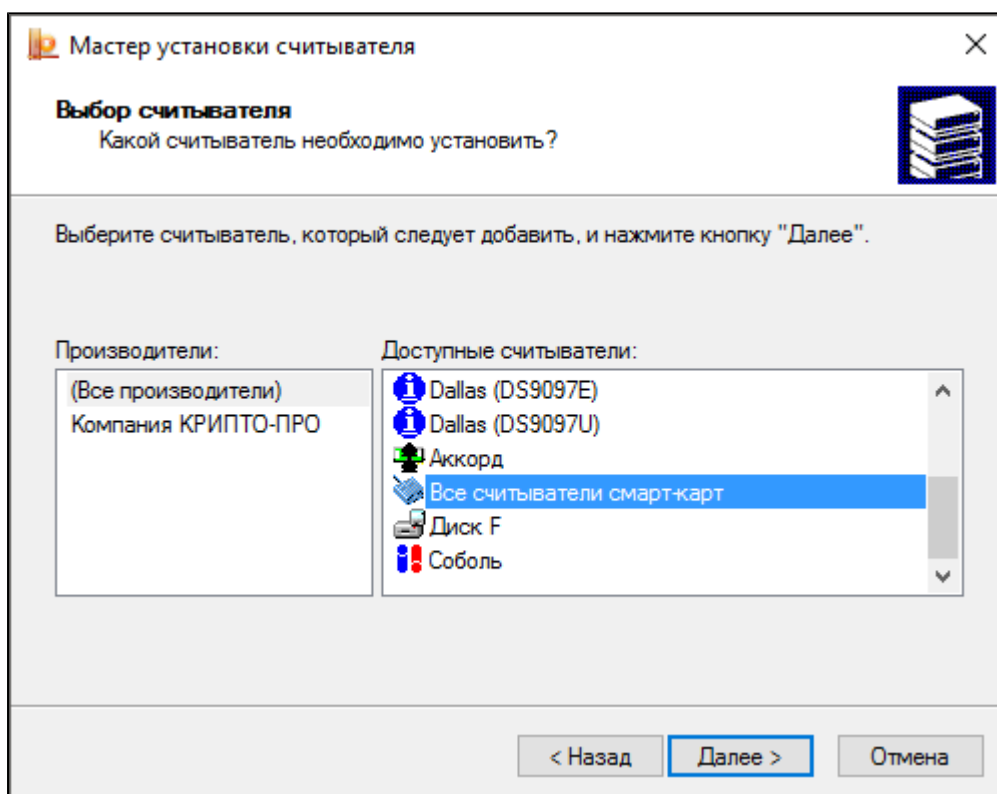 Мастер установки считывателя
Выбор считывателя
Какой считыватель необходимо установить?
Выберите считыватель, который следует добавить, и нажмите кнопку "Далее".
Производители:
(Все производители)
Компания КРИПТО-ПРО
Доступные считыватели:
Dallas (DS9097E)
Dallas (DS9097U)
Аккорд
Все считыватели смарт-карт
Диск F
Соболь
< Назад
Далее >
Отмена